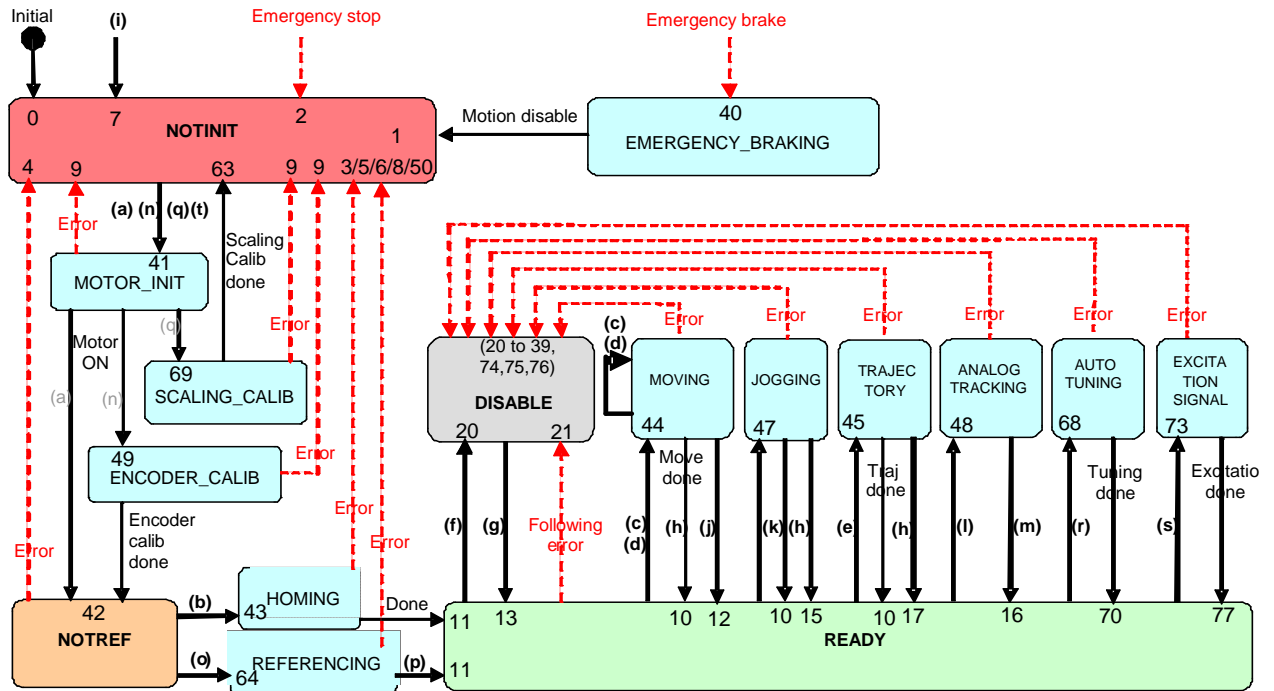 Initial
(i)
Emergency stop
Emergency brake
0
7
2
NOTINIT
1
Motion disable
40
EMERGENCY_BRAKING
4
9
63
9
9
3/5/6/8/50
Error
(a) (n) (q)(t)
Scaling
Calib
done
41
MOTOR_INIT
Motor
ON
(q)
Error
69
SCALING_CALIB
(a)
(n)
49
ENCODER_CALIB
Error
Encoder
calib
done
Error
Error
Error
(20 to 39,
74,75,76)
DISABLE
20
21
(c)
(d)
Error
MOVING
44
Error
JOGGING
47
Error
TRAJEC
TORY
45
Error
ANALOG
TRACKING
48
Error
AUTO
TUNING
68
Error
EXCITA
TION
SIGNAL
73
(f)
(g)
Following
error
(c)
(d)
Move
done
(h)
(j)
(k)
(h)
(e)
Traj
done
(h)
(l)
(m)
(r)
Tuning
done
(s)
Excitatio
done
42
NOTREF
(b)
43
HOMING
Done
(o)
64
REFERENCING
(p)
11
13
10
12
10
15
10
17
16
70
77
READY
11